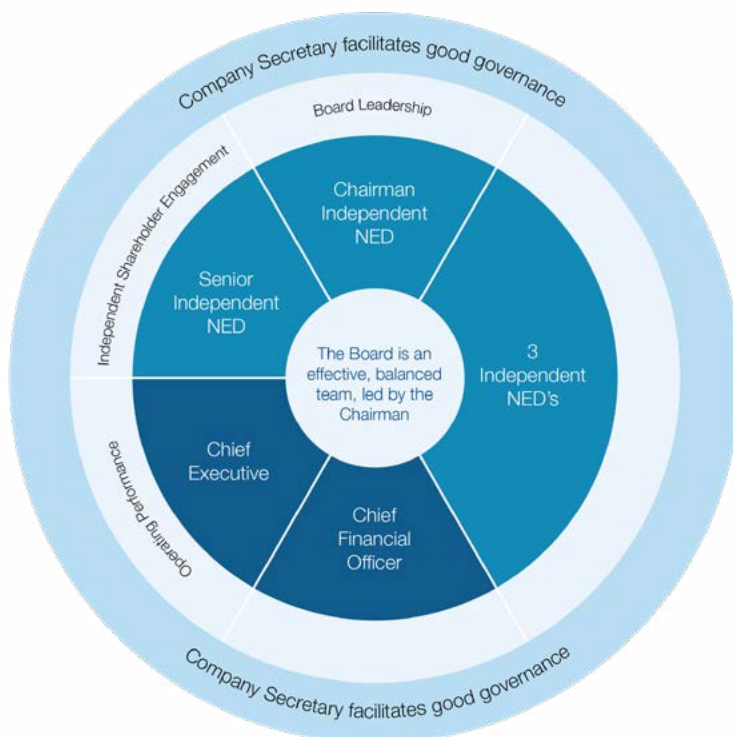 Company Secretary facilitates good governance
Board Leadership
Independent Shareholder Engagement
Chairman
Independent
NED
Senior
Independent
NED
The Board is an
effective, balanced
team, led by the
Chairman
3
Independent
NED's
Chief
Executive
Operating Performance
Chief
Financial
Officer
Company Secretary facilitates good governance